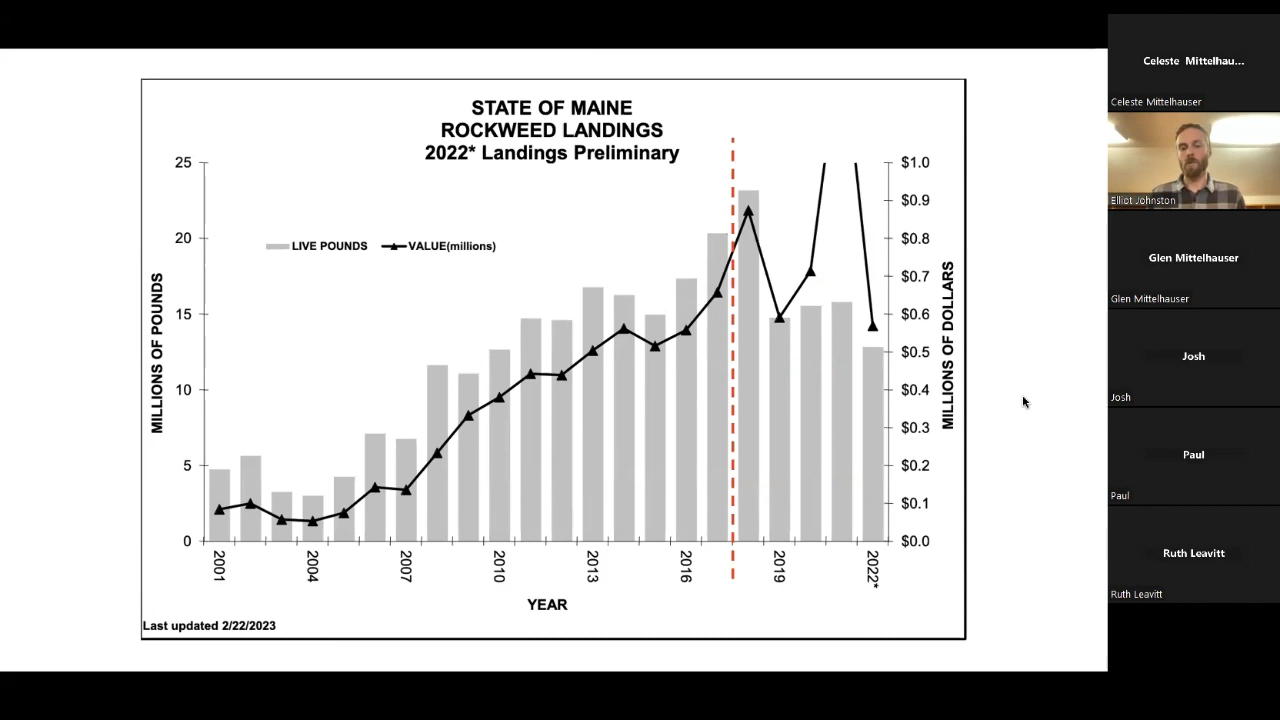 STATE OF MAINE
ROCKWEED LANDINGS
2022* Landings Preliminary
25
20
15
10
5
0
MILLIONS OF POUNDS
LIVE POUNDS
VALUE(millions)
$1.0
$0.9
$0.8
$0.7
$0.6
$0.5
$0.4
$0.3
$0.2
$0.1
$0.0
MILLIONS OF DOLLARS
2001
2004
2007
2010
2013
2016
2019
2022*
YEAR
Last updated 2/22/2023
Celeste Mittelhau...
Celeste Mittelhauser
Elliot Johnston
Glen Mittelhauser
Glen Mittelhauser
Josh
Josh
Paul
Paul
Ruth Leavitt
Ruth Leavitt